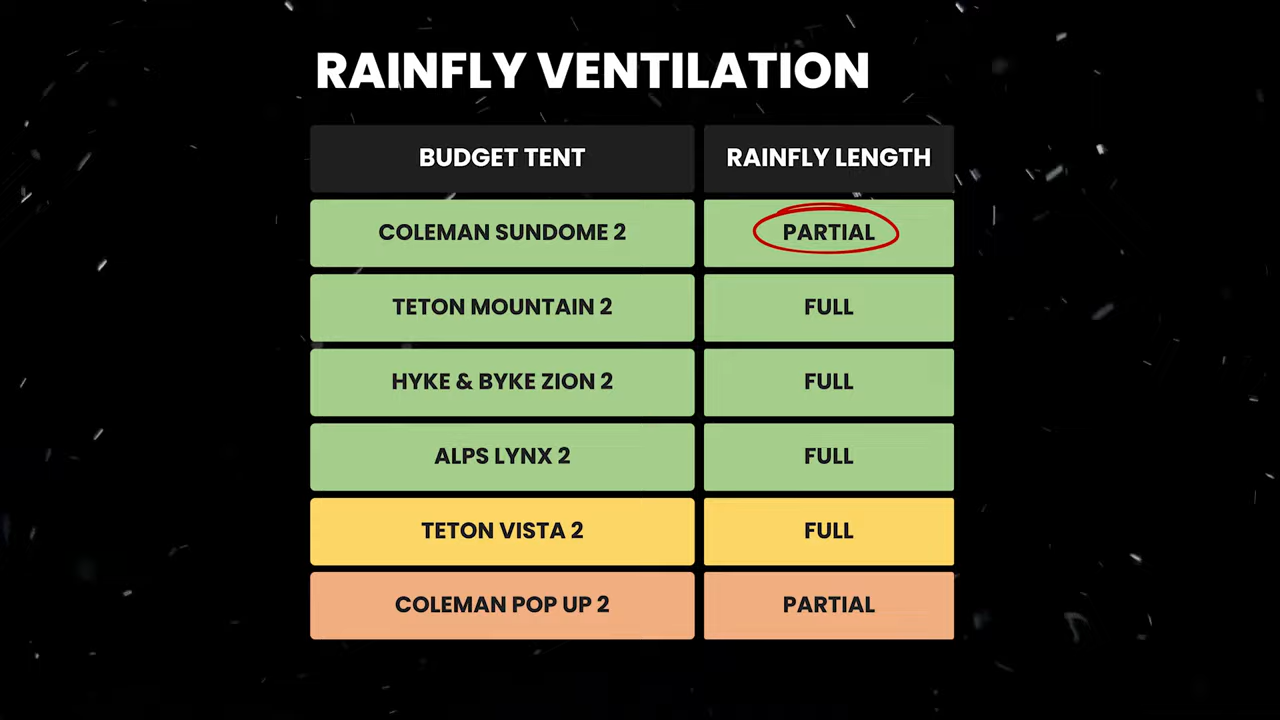 RAINFLY VENTILATION
BUDGET TENT RAINFLY LENGTH
COLEMAN SUNDOME 2 PARTIAL
TETON MOUNTAIN 2 FULL
HYKE & BYKE ZION 2 FULL
ALPS LYNX 2 FULL
TETON VISTA 2 FULL
COLEMAN POP UP 2 PARTIAL